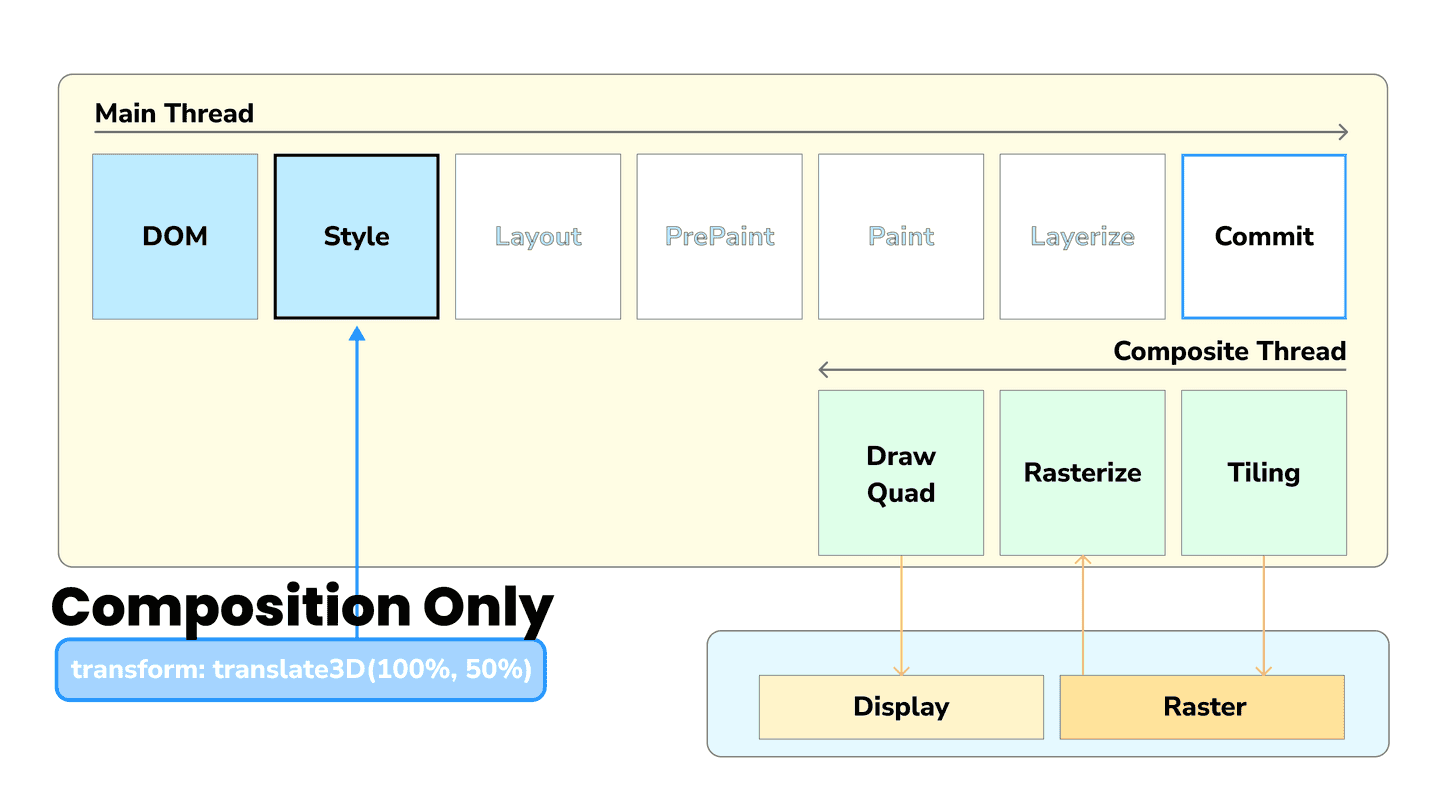 Main Thread
DOM
Style
Layout
PrePaint
Paint
Layerize
Commit
Composite Thread
Draw
Quad
Rasterize
Tiling
Composition Only
transform: translate3D(100%, 50%)
Display
Raster